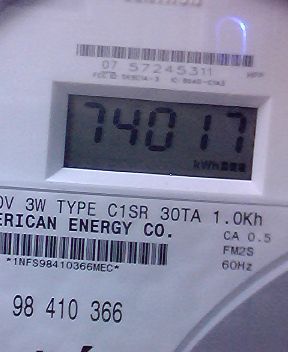 07 57245311
74017
kWh
V 3W TYPE C1SR 30TA 1.0Kh
ERICAN ENERGY CO.
CA 0.5
FM2S
60Hz
*1NFS98410366MEC*
98 410 366